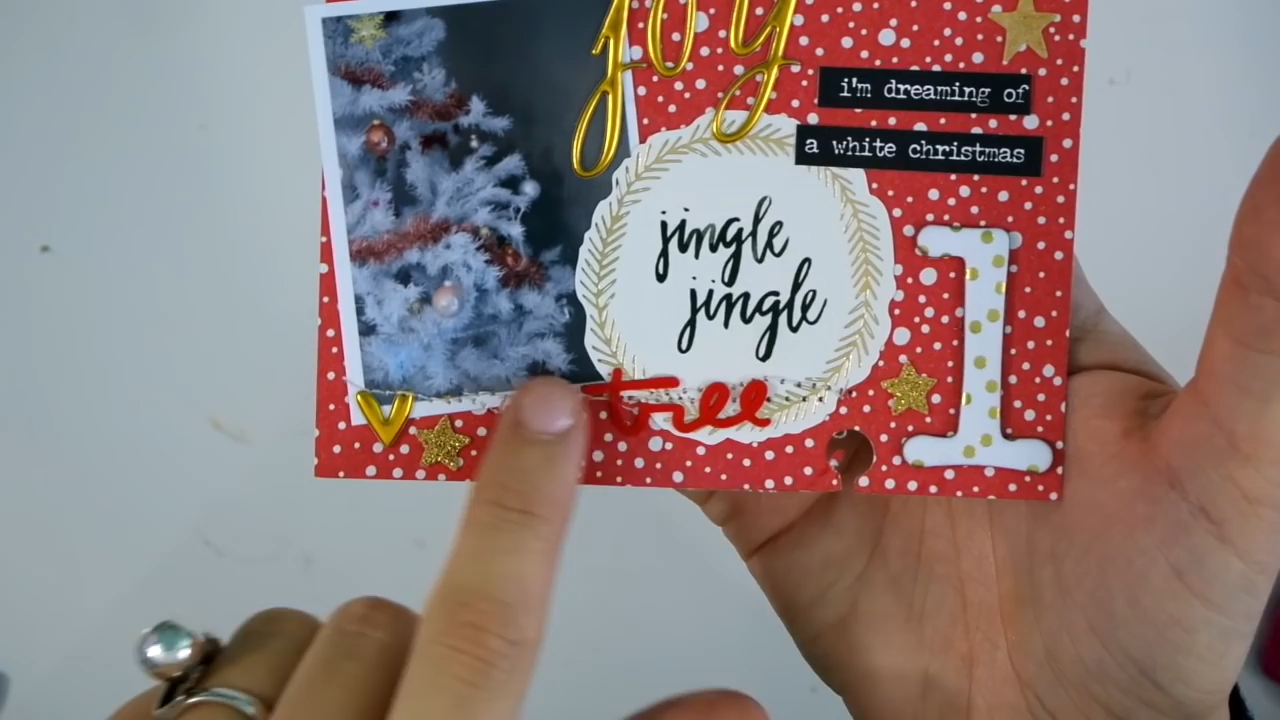 joy
i'm dreaming of
a white christmas
jingle
jingle
1
tree